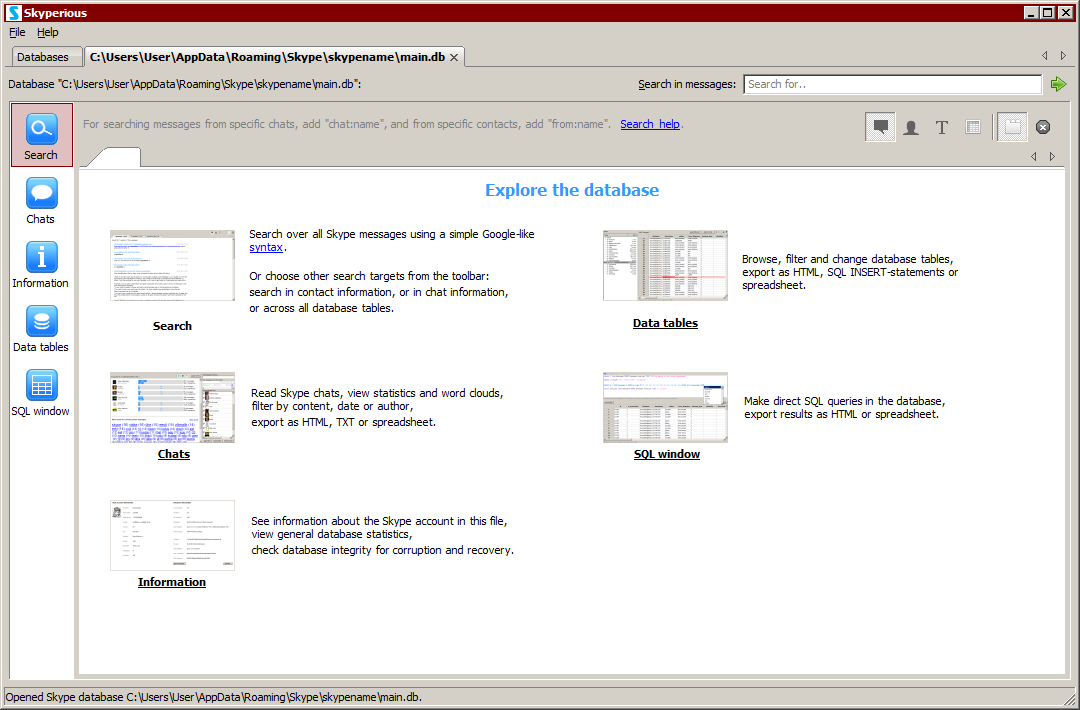 Skyperious
File Help
Databases C:\Users\User\AppData\Roaming\Skype\skypename\main.db
Database "C:\Users\User\AppData\Roaming\Skype\skypename\main.db": Search in messages: Search for..
For searching messages from specific chats, add "chat:name", and from specific contacts, add "from:name". Search help. T
Search
Chats
Information
Data tables
SQL window
Explore the database
Search over all Skype messages using a simple Google-like
syntax.
Or choose other search targets from the toolbar:
search in contact information, or in chat information,
or across all database tables.
Search
Browse, filter and change database tables,
export as HTML, SQL INSERT-statements or
spreadsheet.
Data tables
Read Skype chats, view statistics and word clouds,
filter by content, date or author,
export as HTML, TXT or spreadsheet.
Chats
Make direct SQL queries in the database,
export results as HTML or spreadsheet.
SQL window
See information about the Skype account in this file,
view general database statistics,
check database integrity for corruption and recovery.
Information
Opened Skype database C:\Users\User\AppData\Roaming\Skype\skypename\main.db.